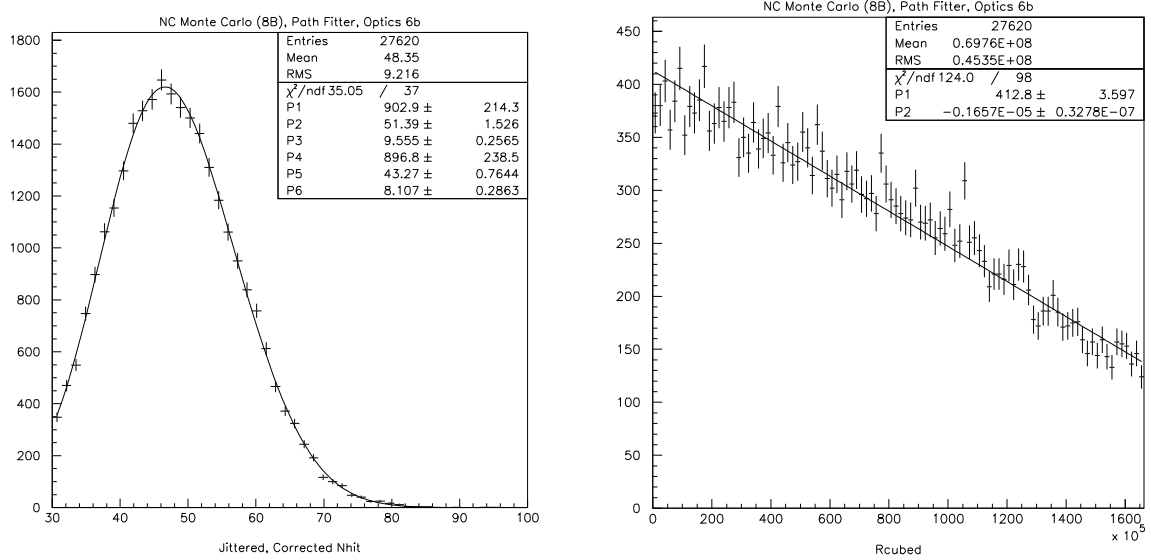 NC Monte Carlo (8B), Path Fitter, Optics 6b
Entries 27620
Mean 48.35
RMS 9.216
χ²/ndf 35.05 / 37
P1 902.9 ± 214.3
P2 51.39 ± 1.526
P3 9.555 ± 0.2565
P4 896.8 ± 238.5
P5 43.27 ± 0.7644
P6 8.107 ± 0.2863
1800
1600
1400
1200
1000
800
600
400
200
0
30 40 50 60 70 80 90 100
Jittered, Corrected Nhit
NC Monte Carlo (8B), Path Fitter, Optics 6b
Entries 27620
Mean 0.6976E+08
RMS 0.4535E+08
χ²/ndf 124.0 / 98
P1 412.8 ± 3.597
P2 -0.1657E-05 ± 0.3278E-07
450
400
350
300
250
200
150
100
50
0
0 200 400 600 800 1000 1200 1400 1600
x 10⁵
Rcubed